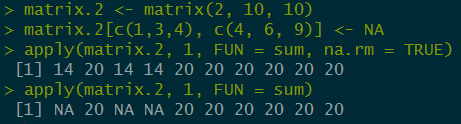 > matrix.2 <- matrix(2, 10, 10)
> matrix.2[c(1,3,4), c(4, 6, 9)] <- NA
> apply(matrix.2, 1, FUN = sum, na.rm = TRUE)
[1] 14 20 14 14 20 20 20 20 20 20
> apply(matrix.2, 1, FUN = sum)
[1] NA 20 NA NA 20 20 20 20 20 20